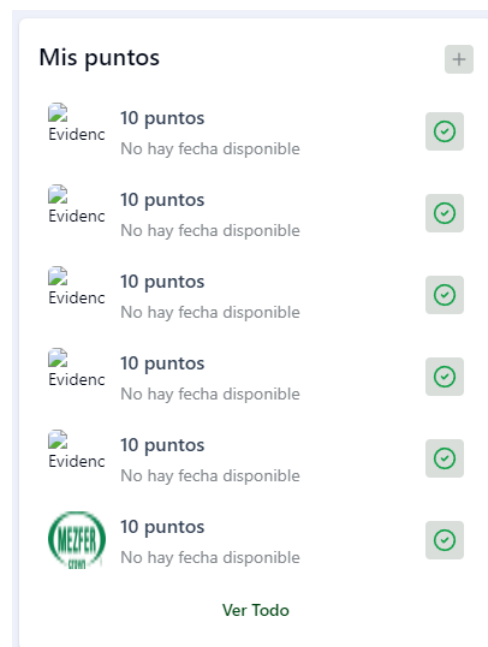 Mis puntos
Evidenc
10 puntos
No hay fecha disponible
Evidenc
10 puntos
No hay fecha disponible
Evidenc
10 puntos
No hay fecha disponible
Evidenc
10 puntos
No hay fecha disponible
Evidenc
10 puntos
No hay fecha disponible
MEZFER
crown
10 puntos
No hay fecha disponible
Ver Todo